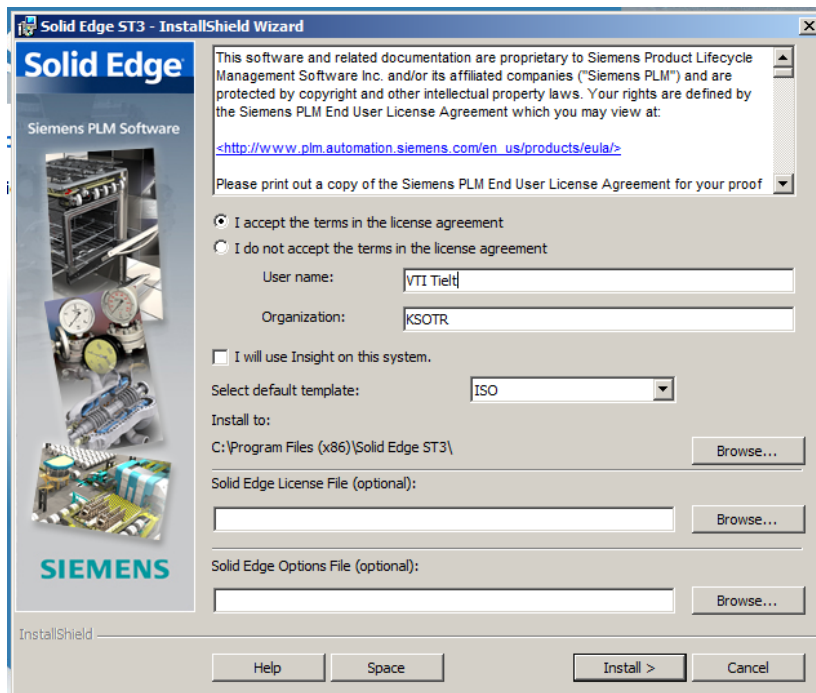 Solid Edge ST3 - InstallShield Wizard
Solid Edge
Siemens PLM Software
SIEMENS
This software and related documentation are proprietary to Siemens Product Lifecycle
Management Software Inc. and/or its affiliated companies ("Siemens PLM") and are
protected by copyright and other intellectual property laws. Your rights are defined by
the Siemens PLM End User License Agreement which you may view at:
<http://www.plm.automation.siemens.com/en_us/products/eula/>
Please print out a copy of the Siemens PLM End User License Agreement for your proof
I accept the terms in the license agreement
I do not accept the terms in the license agreement
User name: VTI Tielt
Organization: KSOTR
I will use Insight on this system.
Select default template: ISO
Install to:
C:\Program Files (x86)\Solid Edge ST3\ Browse...
Solid Edge License File (optional):
Browse...
Solid Edge Options File (optional):
Browse...
InstallShield
Help Space Install > Cancel